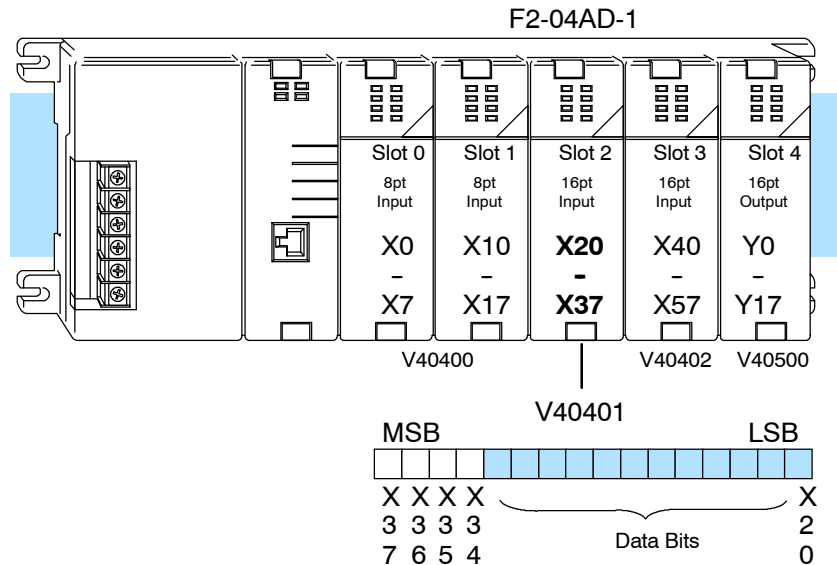 F2-04AD-1
Slot 0 Slot 1 Slot 2 Slot 3 Slot 4
8pt 8pt 16pt 16pt 16pt
Input Input Input Input Output
X0 X10 X20 X40 Y0
– – - – –
X7 X17 X37 X57 Y17
V40400 V40402 V40500
V40401
MSB LSB
X X X X X
3 3 3 3 2
7 6 5 4 0
Data Bits